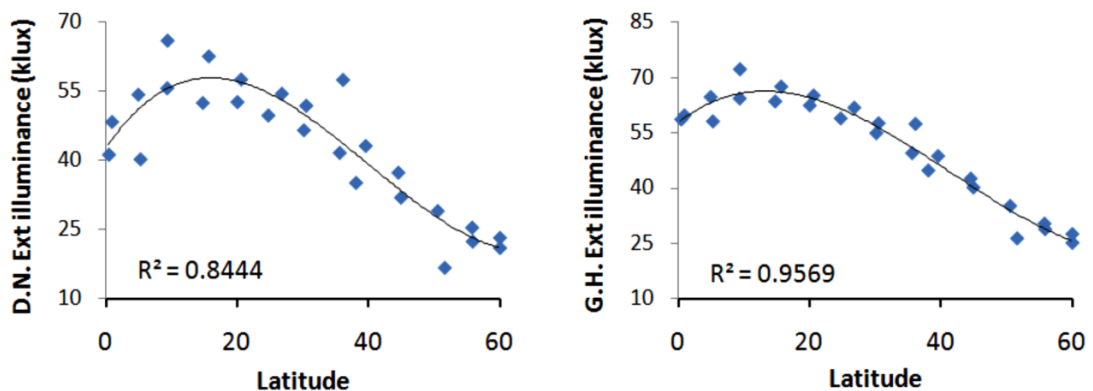 D.N. Ext illuminance (klux)
70
55
40
25
10
R² = 0.8444
0 20 40 60
Latitude
G.H. Ext illuminance (klux)
85
70
55
40
25
10
R² = 0.9569
0 20 40 60
Latitude